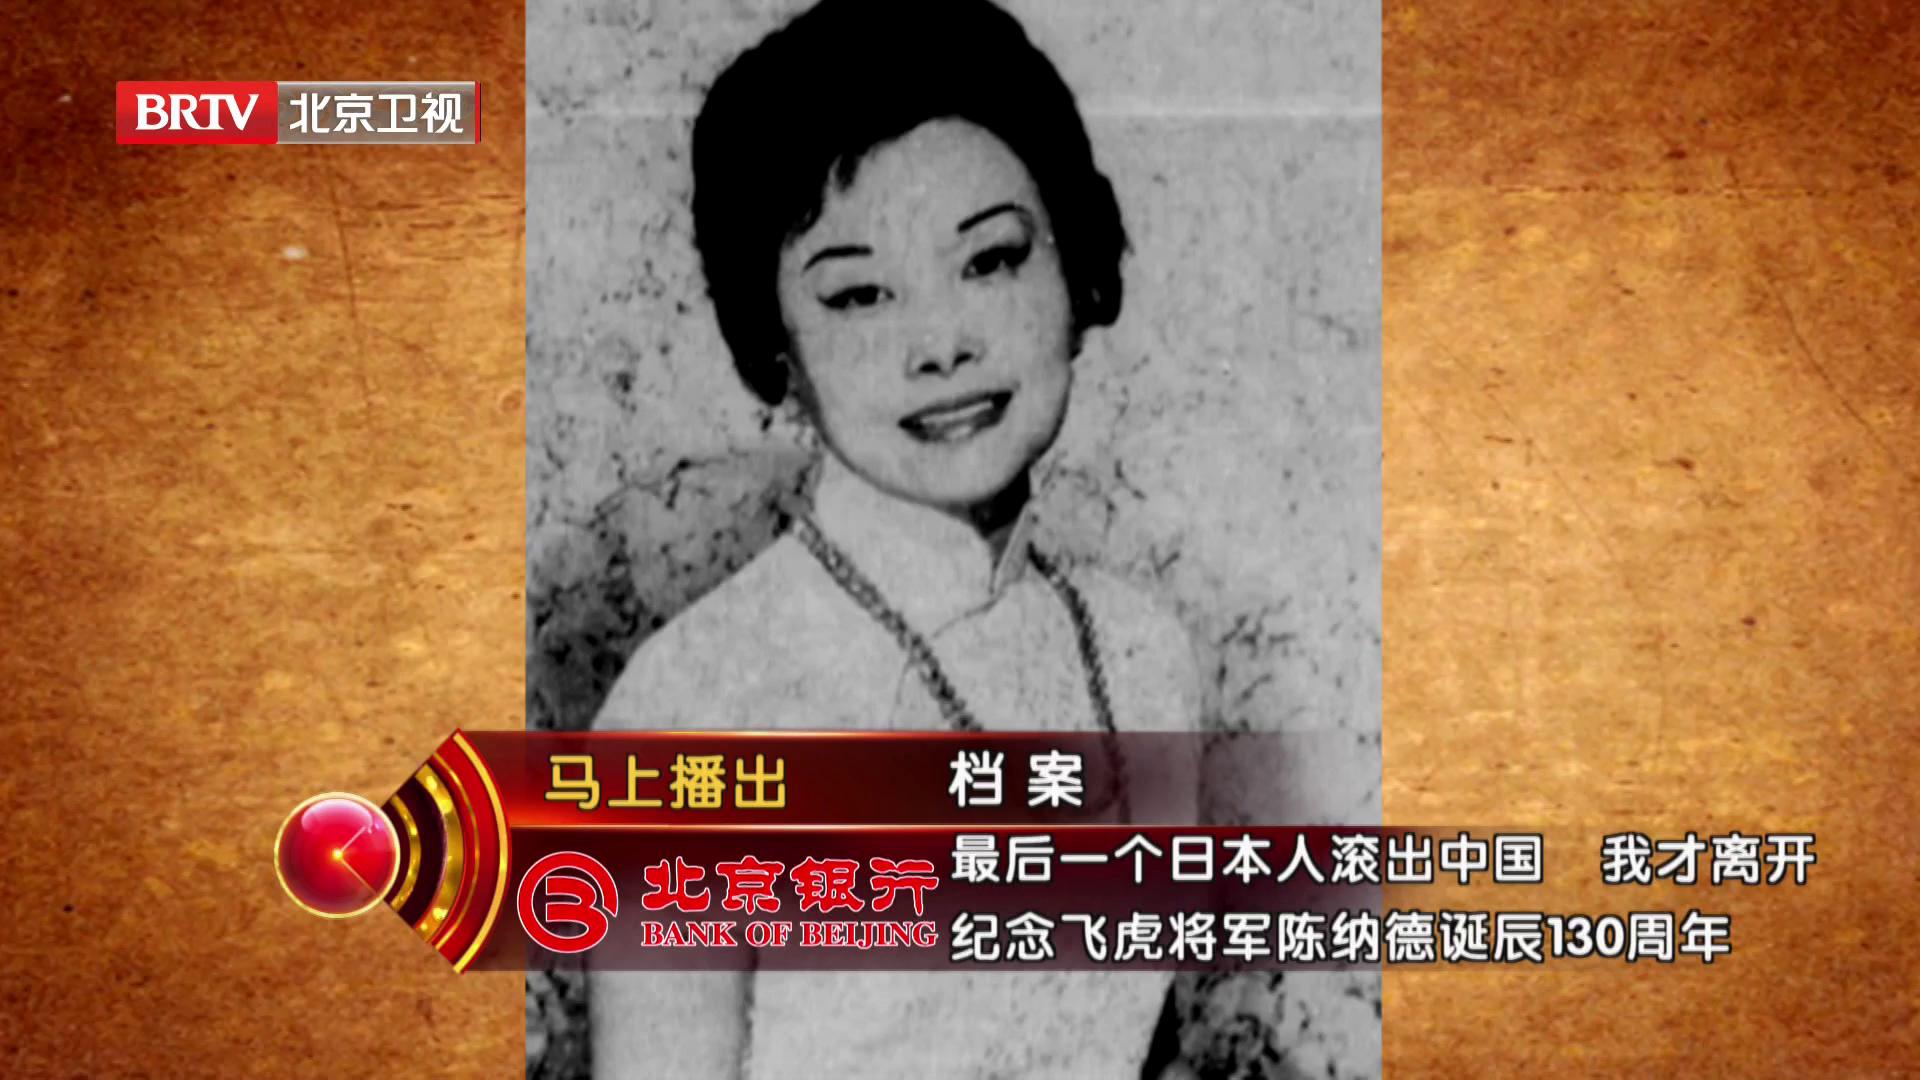 BRTV 北京卫视
马上播出 档案
最后一个日本人滚出中国 我才离开
北京银行
BANK OF BEIJING
纪念飞虎将军陈纳德诞辰130周年